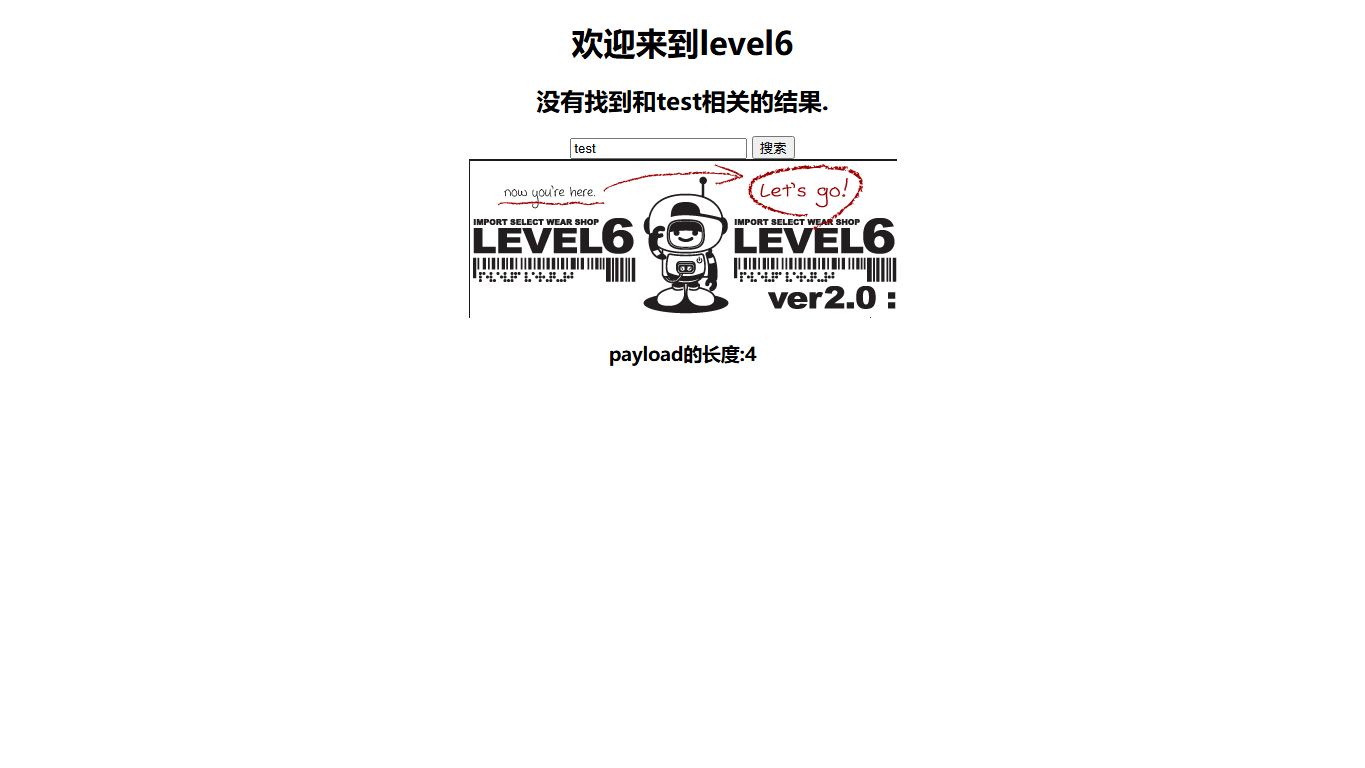 欢迎来到level6
没有找到和test相关的结果.
test 搜索
now you're here. Let's go!
IMPORT SELECT WEAR SHOP IMPORT SELECT WEAR SHOP
LEVEL6 LEVEL6
ver2.0 :
payload的长度:4